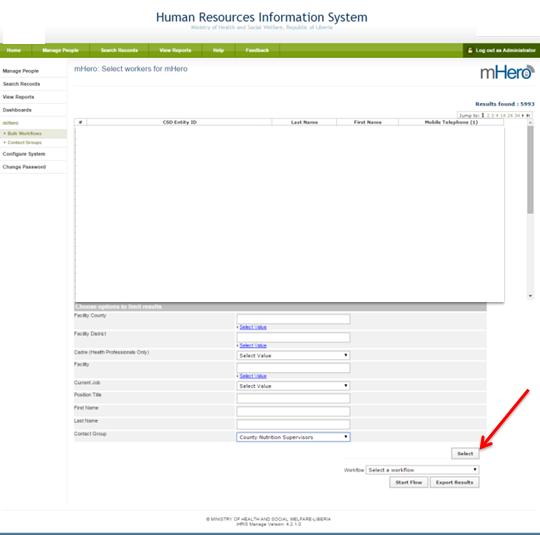 Human Resources Information System
Ministry of Health and Social Welfare, Republic of Liberia
Home Manage People Search Records View Reports Help Feedback Log out as Administrator
Manage People
Search Records
View Reports
Dashboards
mHero
Bulk Workflows
Contact Groups
Configure System
Change Password
mHero: Select workers for mHero
mHero
Results found : 5993
Jump to: 1 2 3 4 14 24 34
# CSD Entity ID Last Name First Name Mobile Telephone (1)
Choose options to limit results
Facility County
Select Value
Facility District
Select Value
Cadre (Health Professionals Only) Select Value
Facility
Select Value
Current Job Select Value
Position Title
First Name
Last Name
Contact Group County Nutrition Supervisors
Select
Workflow Select a workflow
Start Flow Export Results
© MINISTRY OF HEALTH AND SOCIAL WELFARE-LIBERIA
iHRIS Manage Version: 4.2.1.0